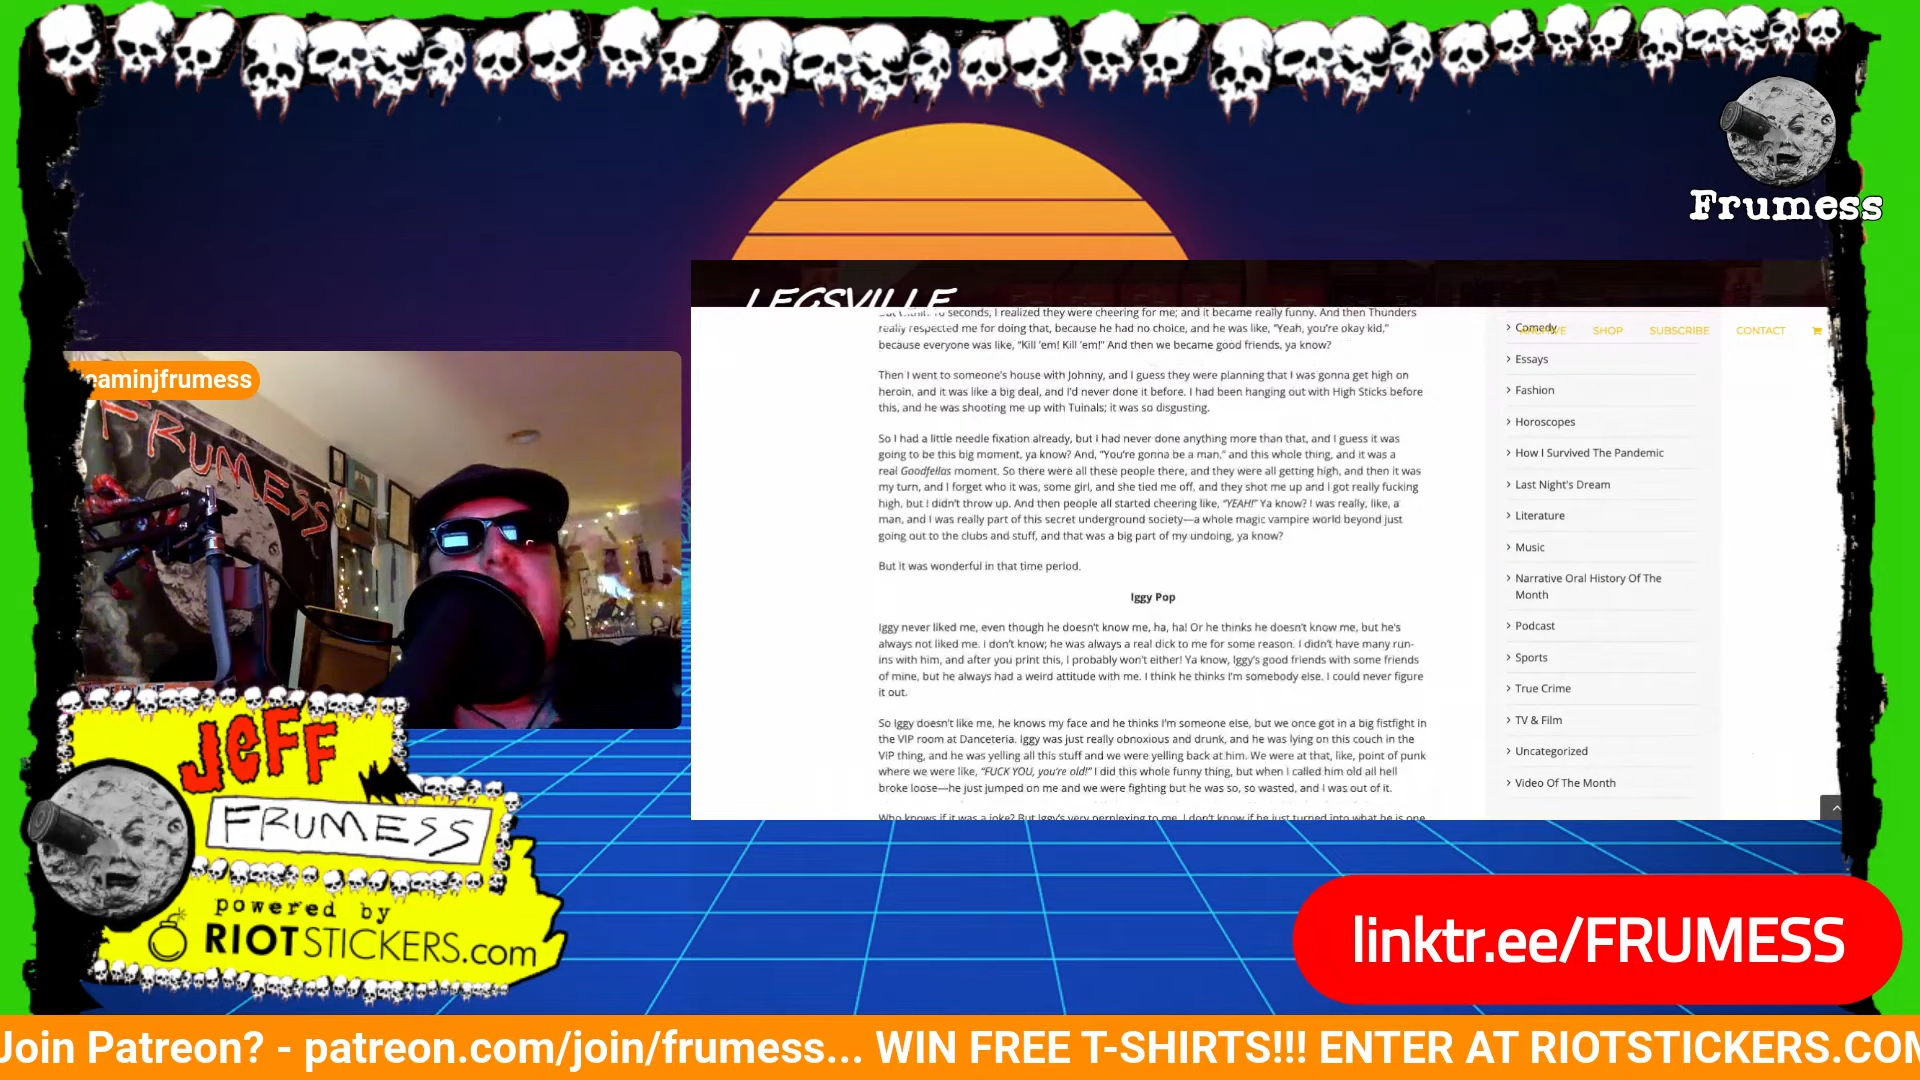 Frumess
LEGSVILLE
seconds, I realized they were cheering for me; and it became really funny. And then Thunders
really respected me for doing that, because he had no choice, and he was like, “Yeah, you’re okay kid,”
because everyone was like, “Kill ’em! Kill ’em!” And then we became good friends, ya know?
Then I went to someone’s house with Johnny, and I guess they were planning that I was gonna get high on
heroin, and it was like a big deal, and I’d never done it before. I had been hanging out with High Sticks before
this, and he was shooting me up with Tuinals; it was so disgusting.
So I had a little needle fixation already, but I had never done anything more than that, and I guess it was
going to be this big moment, ya know? And, “You’re gonna be a man,” and this whole thing, and it was a
real Goodfellas moment. So there were all these people there, and they were all getting high, and then it was
my turn, and I forget who it was, some girl, and she tied me off, and they shot me up and I got really fucking
high, but I didn’t throw up. And then people all started cheering like, “YEAH!” Ya know? I was really, like, a
man, and I was really part of this secret underground society—a whole magic vampire world beyond just
going out to the clubs and stuff, and that was a big part of my undoing, ya know?
But it was wonderful in that time period.
Iggy Pop
Iggy never liked me, even though he doesn’t know me, ha, ha! Or he thinks he doesn’t know me, but he’s
always not liked me. I don’t know; he was always a real dick to me for some reason. I didn’t have many run-
ins with him, and after you print this, I probably won’t either! Ya know, Iggy’s good friends with some friends
of mine, but he always had a weird attitude with me. I think he thinks I’m somebody else. I could never figure
it out.
So Iggy doesn’t like me, he knows my face and he thinks I’m someone else, but we once got in a big fistfight in
the VIP room at Danceteria. Iggy was just really obnoxious and drunk, and he was lying on this couch in the
VIP thing, and he was yelling all this stuff and we were yelling back at him. We were at that, like, point of punk
where we were like, “FUCK YOU, you’re old!” I did this whole funny thing, but when I called him old all hell
broke loose—he just jumped on me and we were fighting but he was so, so wasted, and I was out of it.
Who knows if it was a joke? But Iggy’s very perplexing to me. I don’t know if he just turned into what he is one
> Comedy
SHOP SUBSCRIBE CONTACT
> Essays
> Fashion
> Horoscopes
> How I Survived The Pandemic
> Last Night’s Dream
> Literature
> Music
> Narrative Oral History Of The
Month
> Podcast
> Sports
> True Crime
> TV & Film
> Uncategorized
> Video Of The Month
eaminjfrumess
FRUMESS
JEFF
FRUMESS
powered by
RIOTSTICKERS.com
linktr.ee/FRUMESS
Join Patreon? - patreon.com/join/frumess... WIN FREE T-SHIRTS!!! ENTER AT RIOTSTICKERS.COM